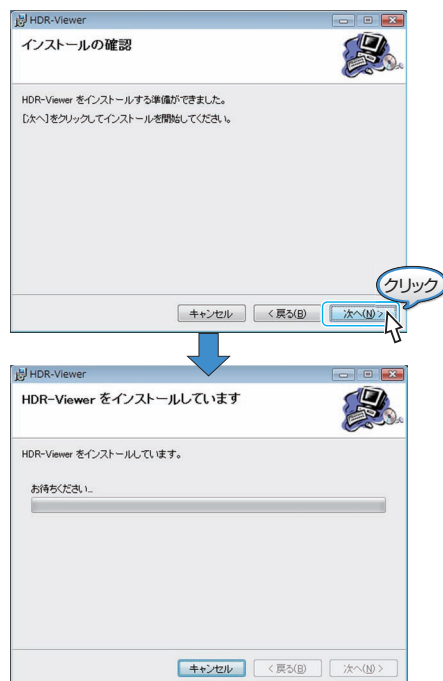 HDR-Viewer
インストールの確認
HDR-Viewer をインストールする準備ができました。
[次へ]をクリックしてインストールを開始してください。
クリック
キャンセル < 戻る(B) 次へ(N) >
HDR-Viewer
HDR-Viewer をインストールしています
HDR-Viewer をインストールしています。
お待ちください...
キャンセル < 戻る(B) 次へ(N) >